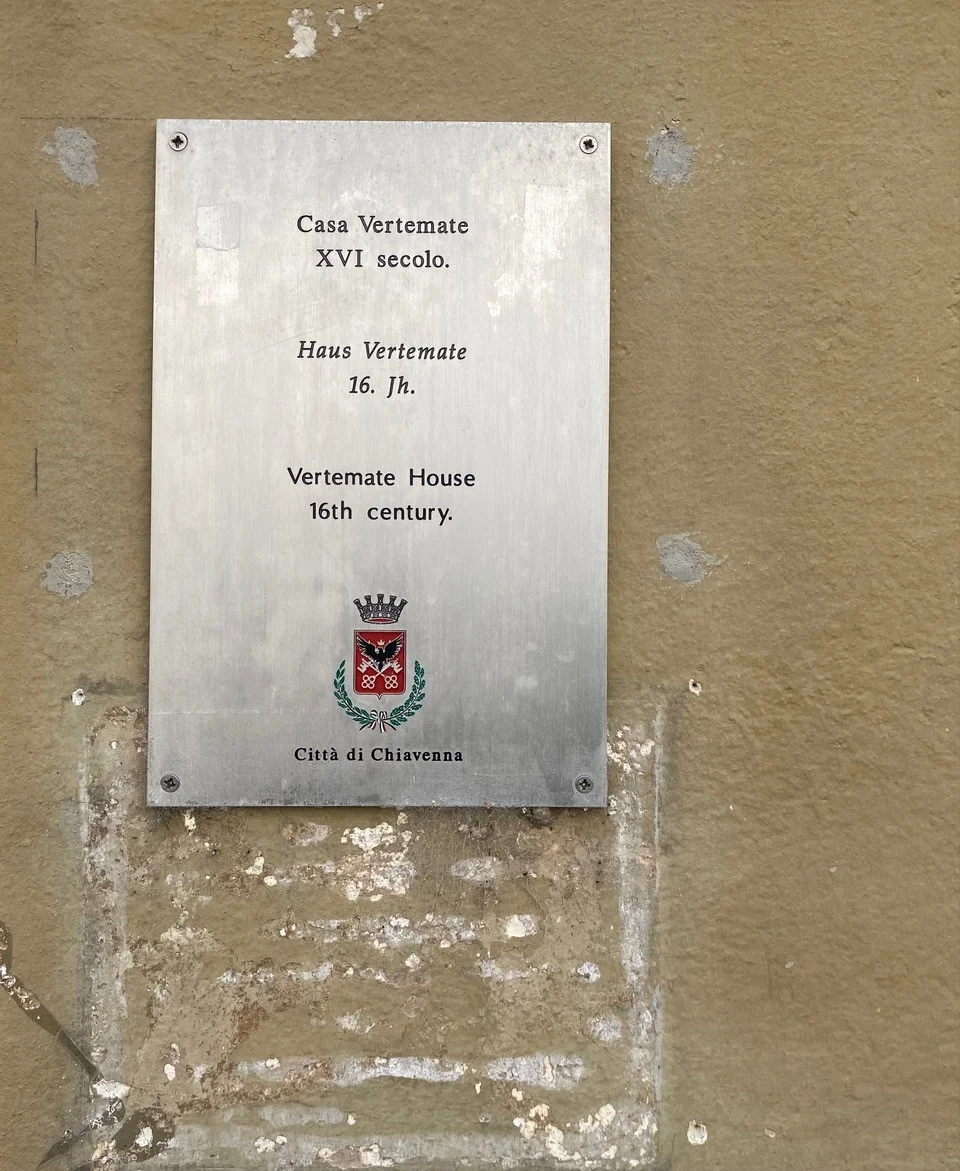 Casa Vertemate
XVI secolo.
Haus Vertemate
16. Jh.
Vertemate House
16th century.
Città di Chiavenna